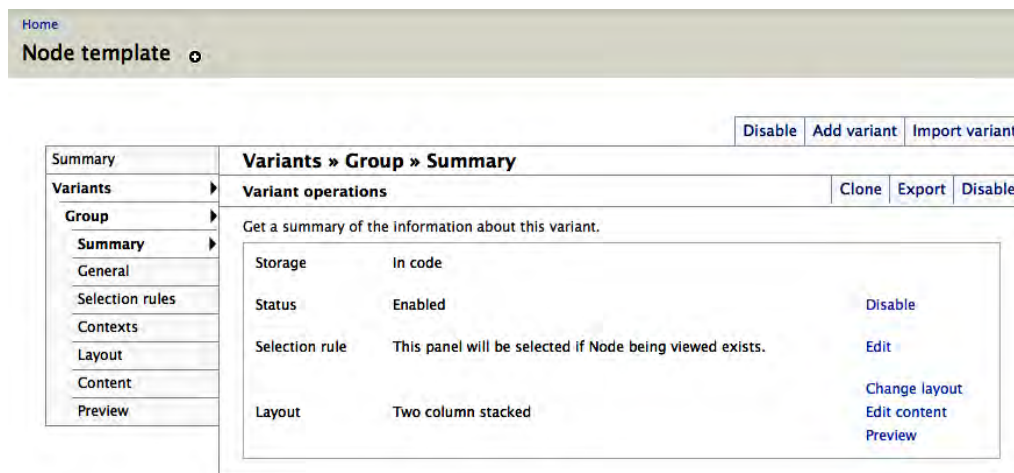 Home
Node template
Disable Add variant Import variant
Summary
Variants
Group
Summary
General
Selection rules
Contexts
Layout
Content
Preview
Variants » Group » Summary
Variant operations
Clone Export Disable
Get a summary of the information about this variant.
Storage In code
Status Enabled Disable
Selection rule This panel will be selected if Node being viewed exists. Edit
Change layout
Layout Two column stacked Edit content
Preview